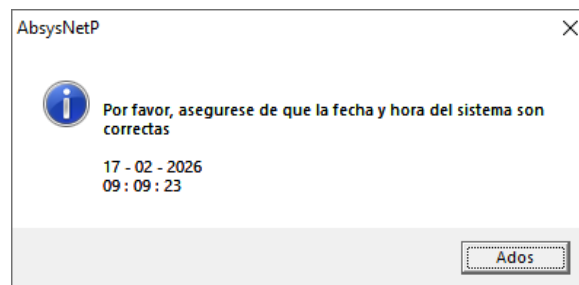 AbsysNetP
Por favor, asegurese de que la fecha y hora del sistema son
correctas
17 - 02 - 2026
09 : 09 : 23
Ados